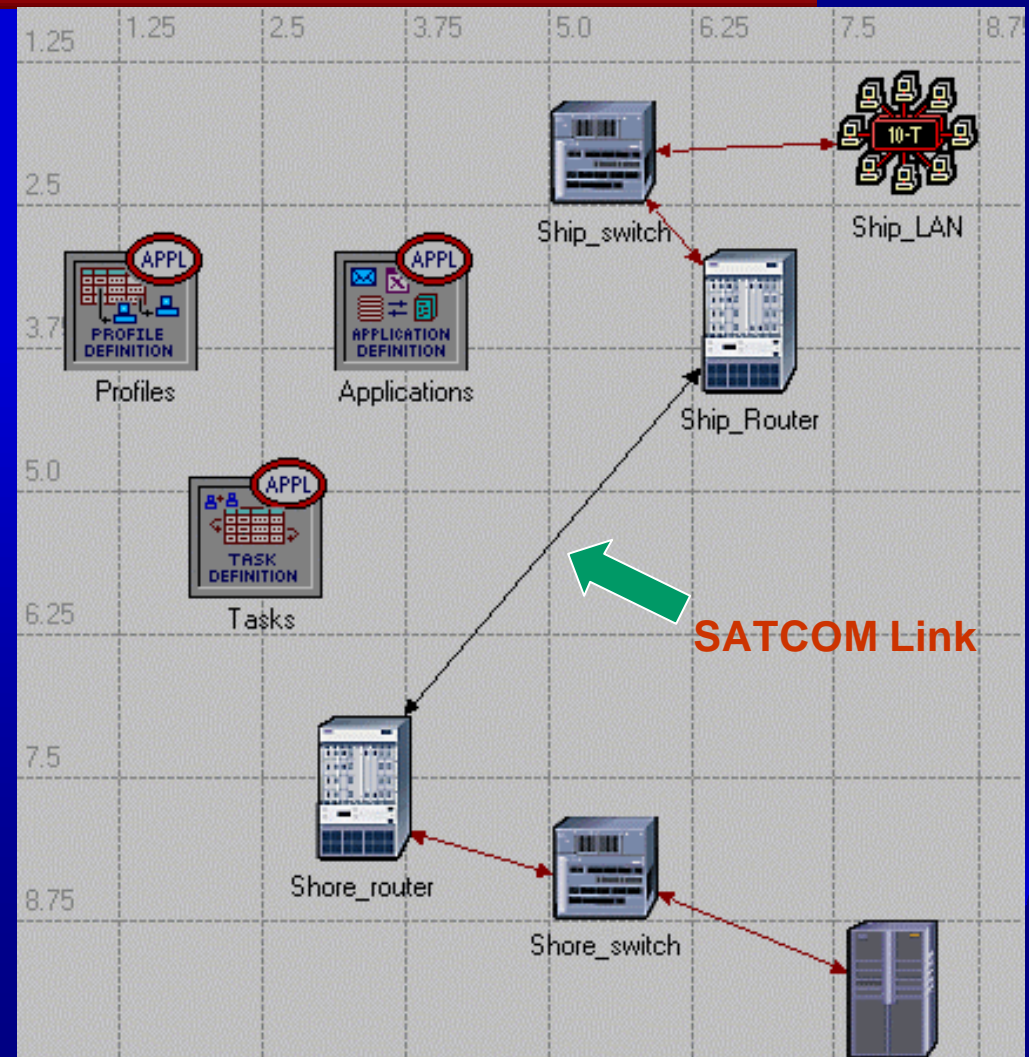 1.25 2.5 3.75 5.0 6.25 7.5 8.7
1.25
10-T
2.5
Ship_switch
Ship_LAN
APPL
PROFILE
DEFINITION
Profiles
APPL
APPLICATION
DEFINITION
Applications
3.7
Ship_Router
5.0
APPL
TASK
DEFINITION
Tasks
6.25
SATCOM Link
7.5
Shore_router
8.75
Shore_switch